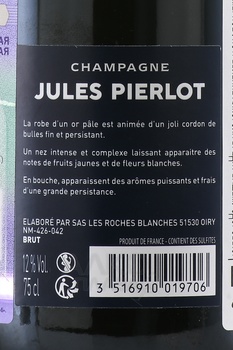 CHAMPAGNE
JULES PIERLOT
La robe d'un or pâle est animée d'un joli cordon de
bulles fin et persistant.
Un nez intense et complexe laissant apparaitre des
notes de fruits jaunes et de fleurs blanches.
En bouche, apparaissent des arômes puissants et frais
d'une grande persistance.
ELABORÉ PAR SAS LES ROCHES BLANCHES 51530 OIRY
NM-426-042
BRUT
PRODUIT DE FRANCE - CONTIENT DES SULFITES
12 % Vol.
75 cl
3 516910 019706